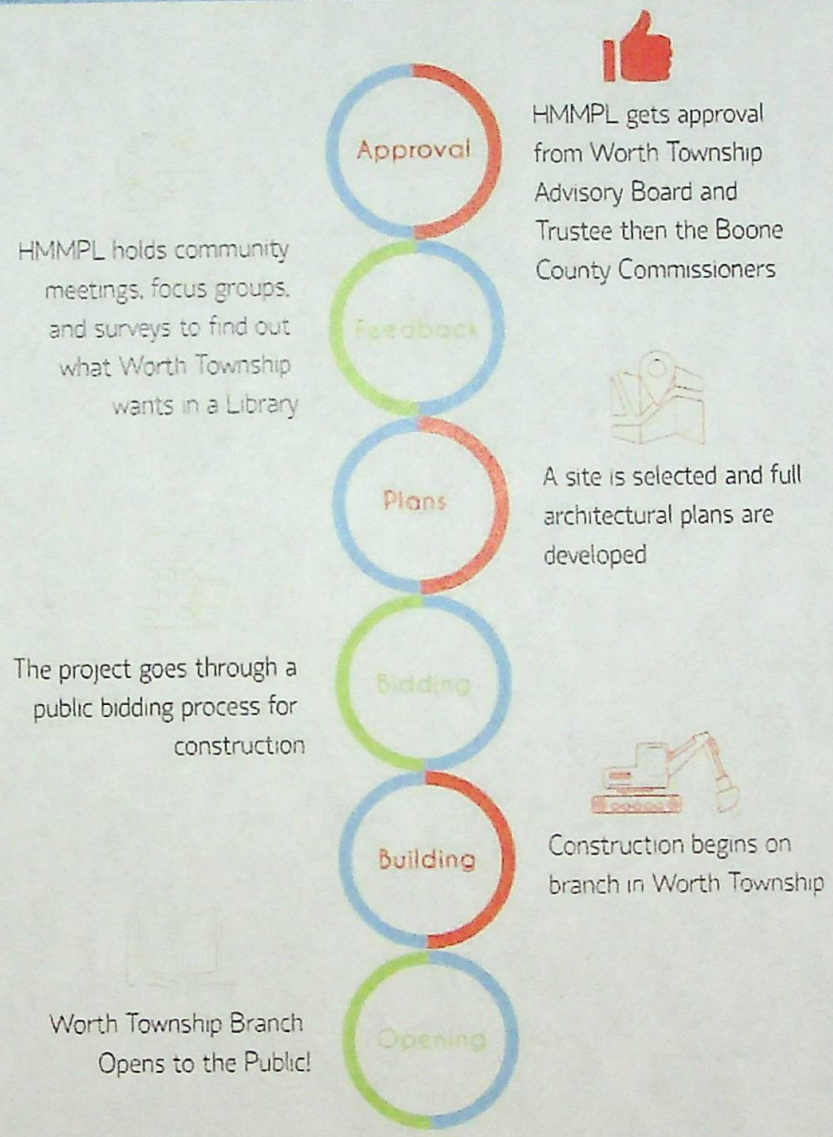 Approval
HMMPL gets approval
from Worth Township
Advisory Board and
Trustee then the Boone
County Commissioners
Feedback
HMMPL holds community
meetings, focus groups,
and surveys to find out
what Worth Township
wants in a Library
Plans
A site is selected and full
architectural plans are
developed
Bidding
The project goes through a
public bidding process for
construction
Building
Construction begins on
branch in Worth Township
Opening
Worth Township Branch
Opens to the Public!